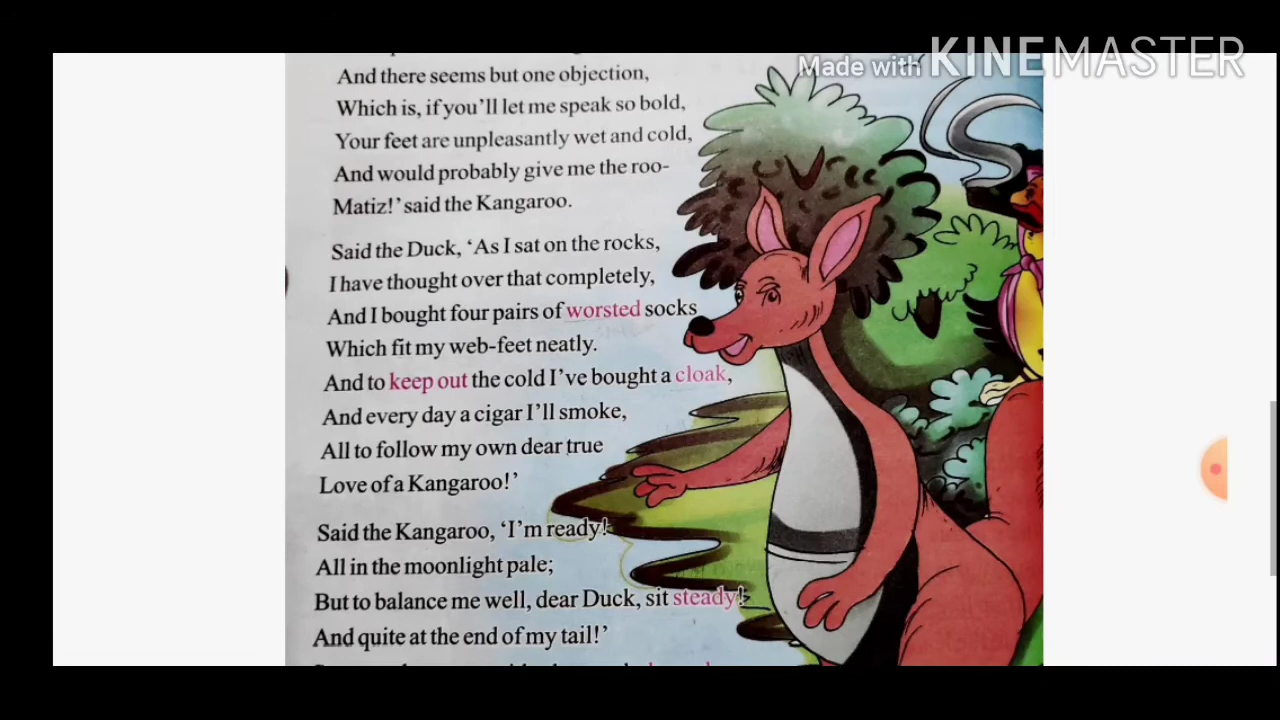 Made with KINEMASTER
And there seems but one objection,
Which is, if you'll let me speak so bold,
Your feet are unpleasantly wet and cold,
And would probably give me the roo-
Matiz!' said the Kangaroo.
Said the Duck, 'As I sat on the rocks,
I have thought over that completely,
And I bought four pairs of worsted socks
Which fit my web-feet neatly.
And to keep out the cold I've bought a cloak,
And every day a cigar I'll smoke,
All to follow my own dear true
Love of a Kangaroo!'
Said the Kangaroo, 'I'm ready!
All in the moonlight pale;
But to balance me well, dear Duck, sit steady!
And quite at the end of my tail!'